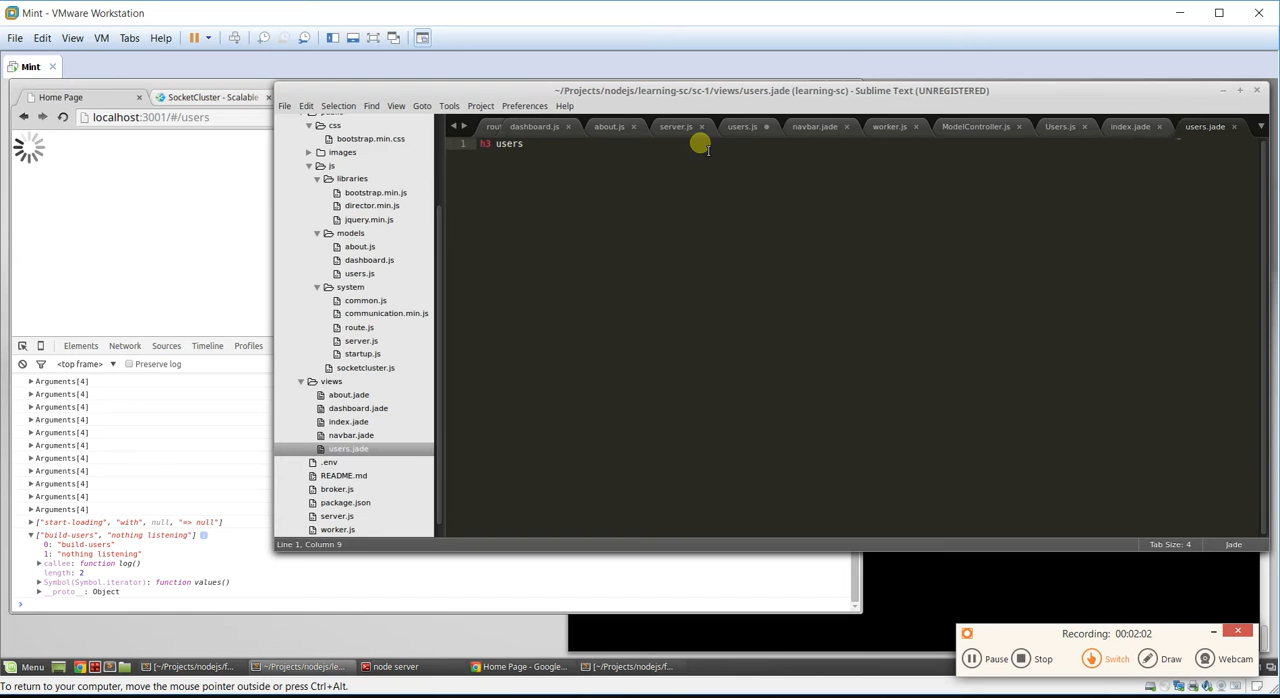 Mint - VMware Workstation
File Edit View VM Tabs Help
Mint
Home Page
SocketCluster - Scalable
localhost:3001/#/users
~/Projects/nodejs/learning-sc/sc-1/views/users.jade (learning-sc) - Sublime Text (UNREGISTERED)
File Edit Selection Find View Goto Tools Project Preferences Help
rout dashboard.js about.js server.js users.js navbar.jade worker.js ModelController.js Users.js index.jade users.jade
1 h3 users
css
bootstrap.min.css
images
js
libraries
bootstrap.min.js
director.min.js
jquery.min.js
models
about.js
dashboard.js
users.js
system
common.js
communication.min.js
route.js
server.js
startup.js
socketcluster.js
views
about.jade
dashboard.jade
index.jade
navbar.jade
users.jade
.env
README.md
broker.js
package.json
server.js
worker.js
Line 1, Column 9
Tab Size: 4
Jade
Elements Network Sources Timeline Profiles
<top frame> Preserve log
Arguments[4]
Arguments[4]
Arguments[4]
Arguments[4]
Arguments[4]
Arguments[4]
Arguments[4]
Arguments[4]
Arguments[4]
Arguments[4]
Arguments[4]
["start-loading", "with", null, "=> null"]
["build-users", "nothing listening"]
0: "build-users"
1: "nothing listening"
callee: function log()
length: 2
Symbol(Symbol.iterator): function values()
__proto__: Object
Recording: 00:02:02
Pause Stop Switch Draw Webcam
Menu
[~/Projects/nodejs/f...
~/Projects/nodejs/le...
node server
Home Page - Google...
[~/Projects/nodejs/f...
To return to your computer, move the mouse pointer outside or press Ctrl+Alt.